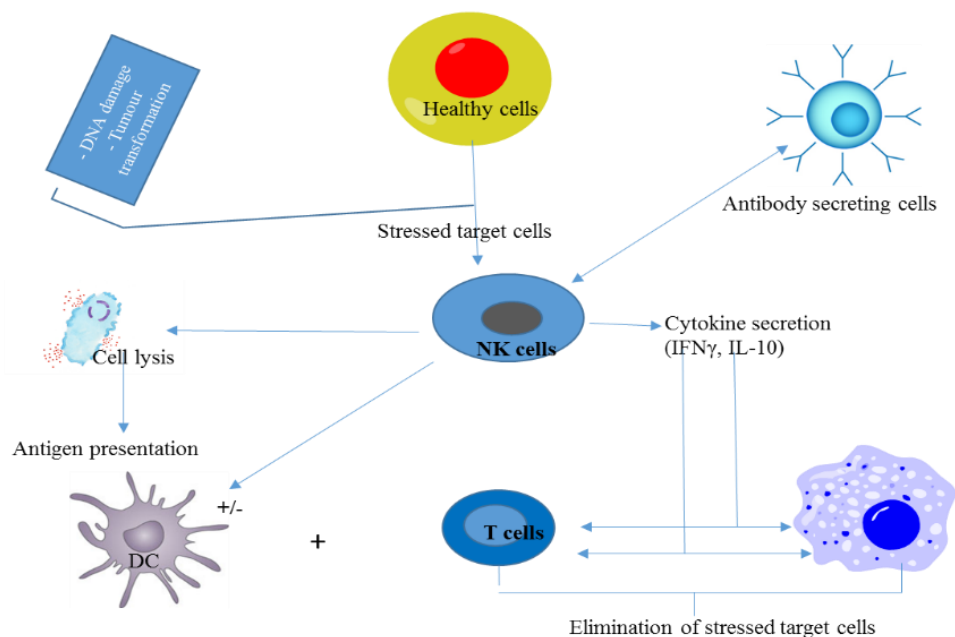 - DNA damage
- Tumour
transformation
Healthy cells
Antibody secreting cells
Stressed target cells
Cell lysis
NK cells
Cytokine secretion
(IFNγ, IL-10)
Antigen presentation
+/-
DC
+
T cells
Elimination of stressed target cells